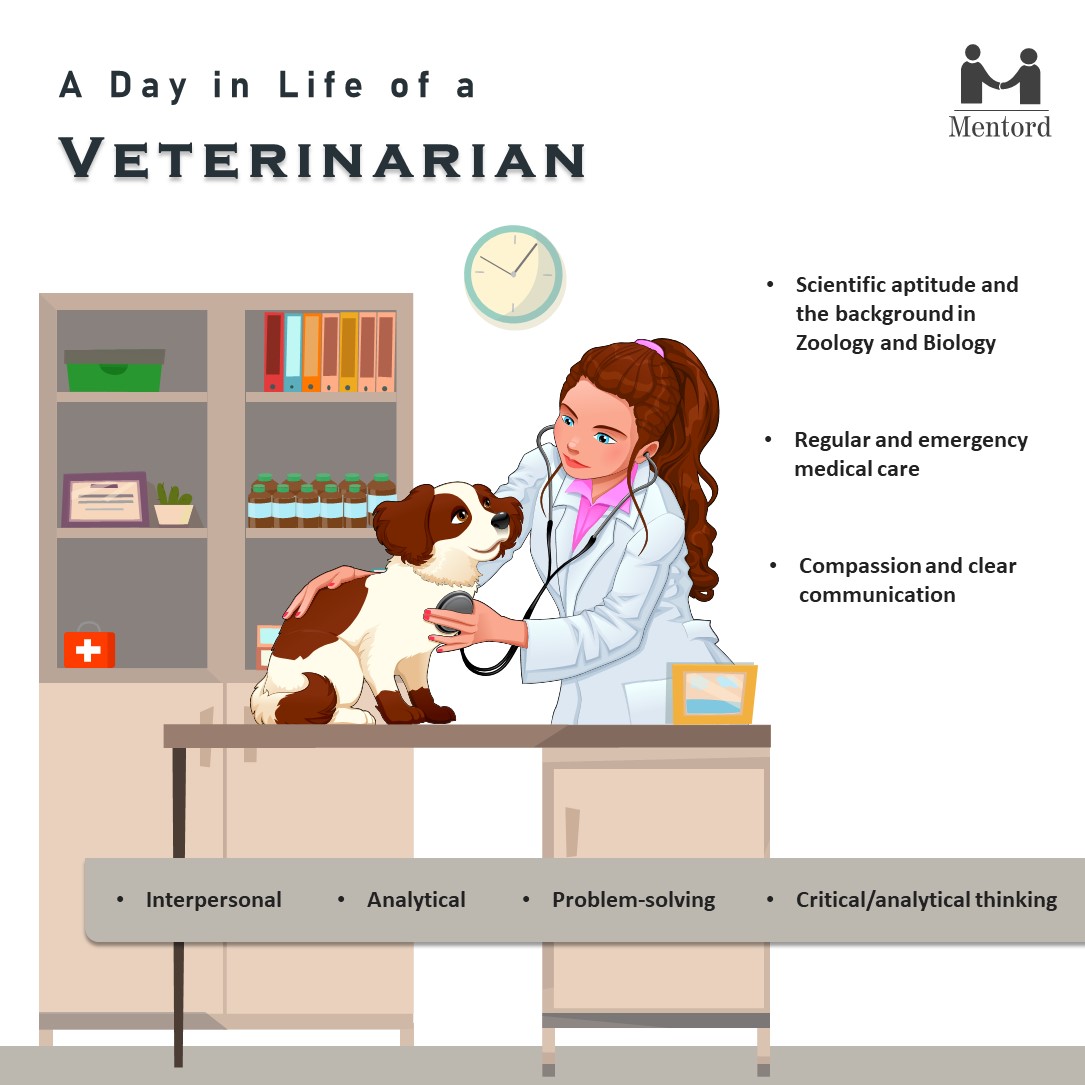 A Day in Life of a
VETERINARIAN
Mentord
• Scientific aptitude and
the background in
Zoology and Biology
• Regular and emergency
medical care
• Compassion and clear
communication
• Interpersonal • Analytical • Problem-solving • Critical/analytical thinking